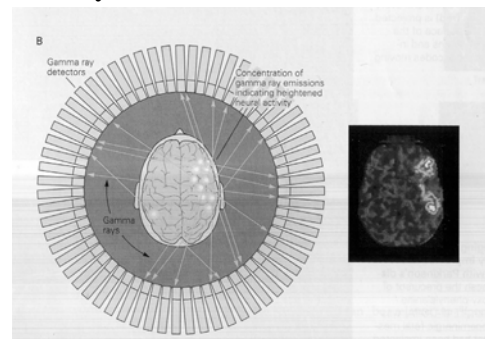 B
Gamma ray
detectors
Concentration of
gamma ray emissions
indicating heightened
neural activity
Gamma
rays